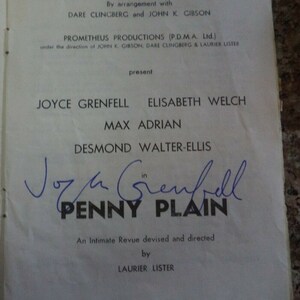 By arrangement with
DARE CLINGBERG and JOHN K. GIBSON
PROMETHEUS PRODUCTIONS (P.D.M.A. Ltd.)
under the direction of JOHN K. GIBSON, DARE CLINGBERG & LAURIER LISTER
present
JOYCE GRENFELL ELISABETH WELCH
MAX ADRIAN
DESMOND WALTER-ELLIS
in
Joyce Grenfell
PENNY PLAIN
An Intimate Revue devised and directed
by
LAURIER LISTER